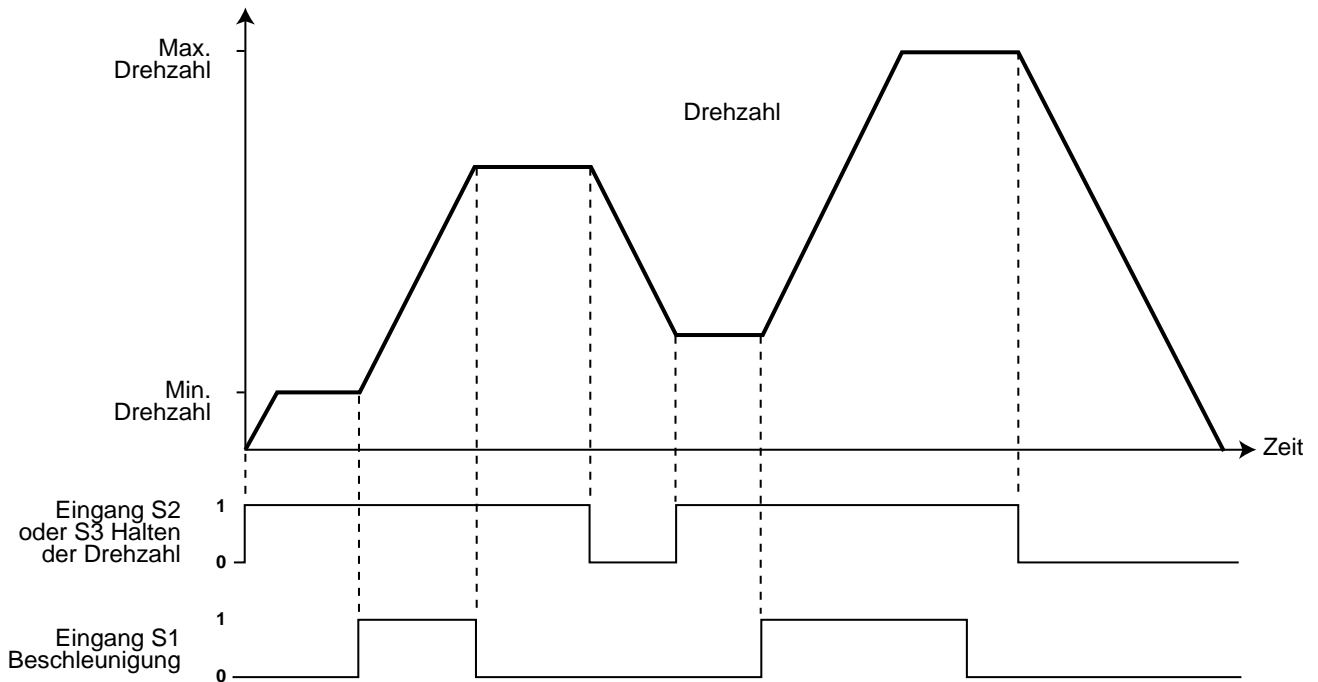 Max.
Drehzahl
Drehzahl
Min.
Drehzahl
Zeit
Eingang S2
oder S3 Halten
der Drehzahl
1
0
Eingang S1
Beschleunigung
1
0